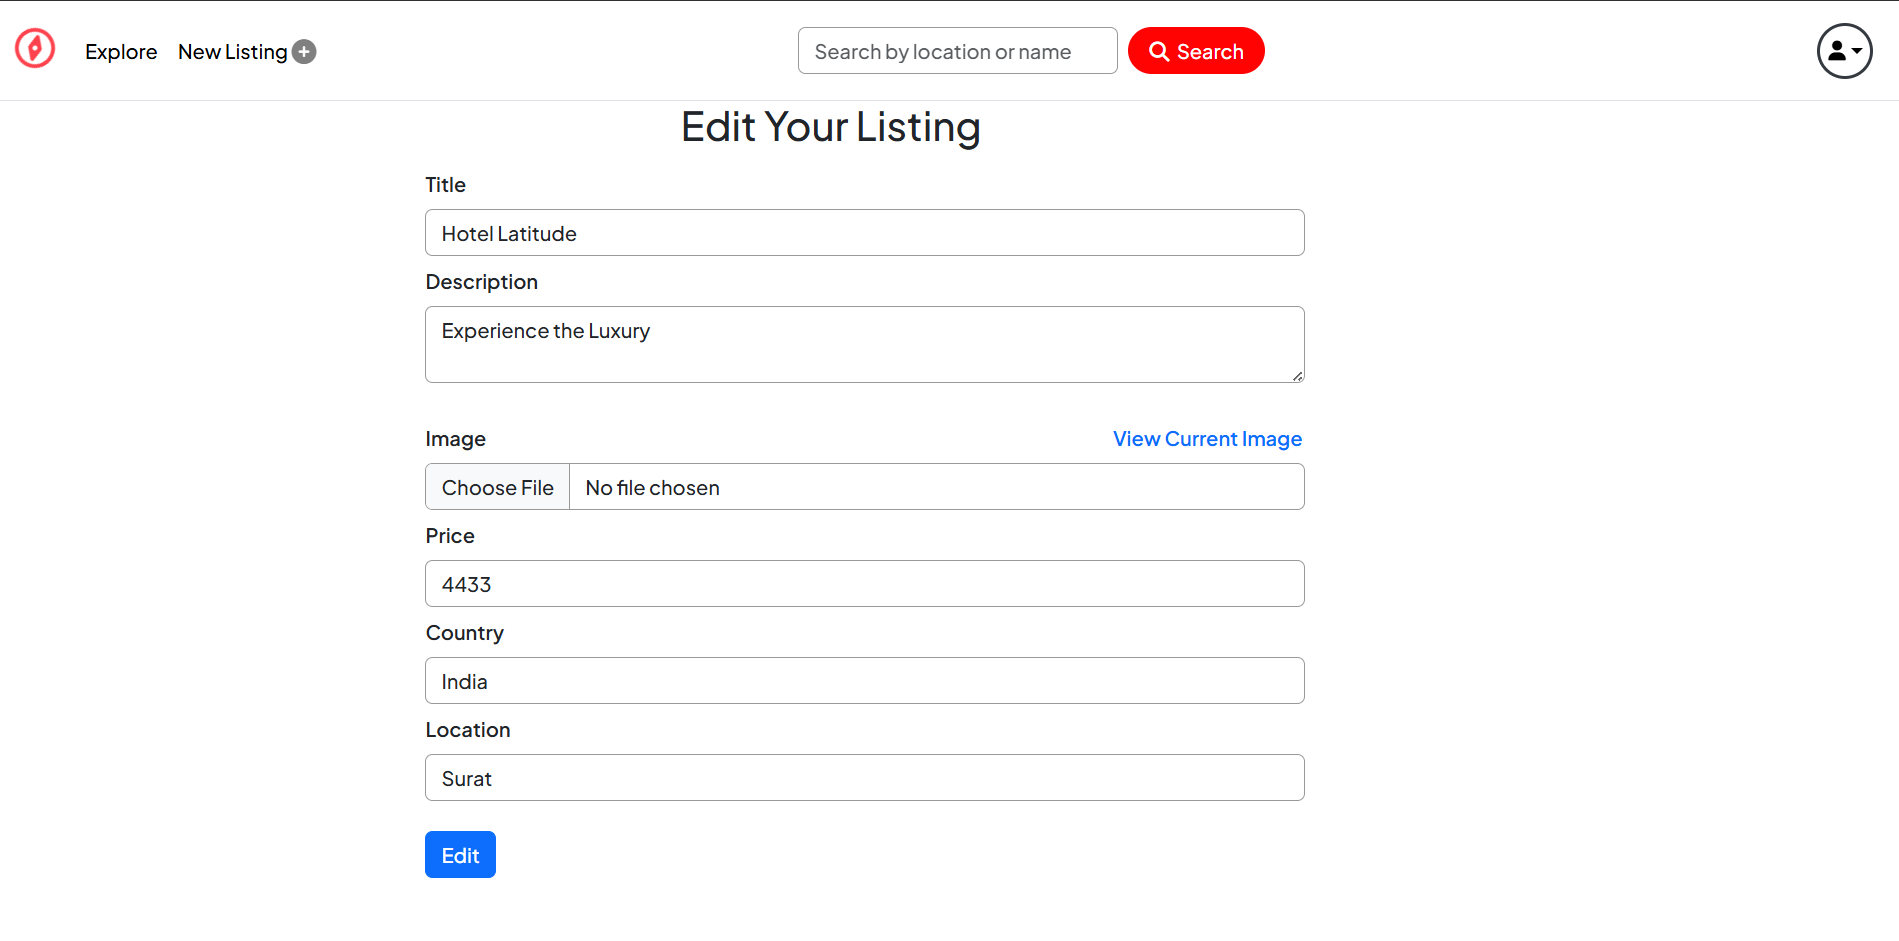 Explore New Listing
Search by location or name Search
Edit Your Listing
Title
Hotel Latitude
Description
Experience the Luxury
Image View Current Image
Choose File No file chosen
Price
4433
Country
India
Location
Surat
Edit